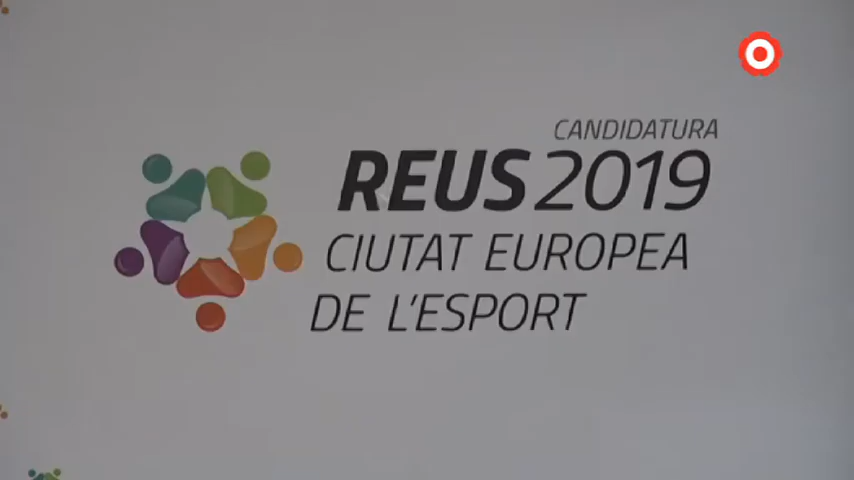 CANDIDATURA
REUS 2019
CIUTAT EUROPEA
DE L'ESPORT